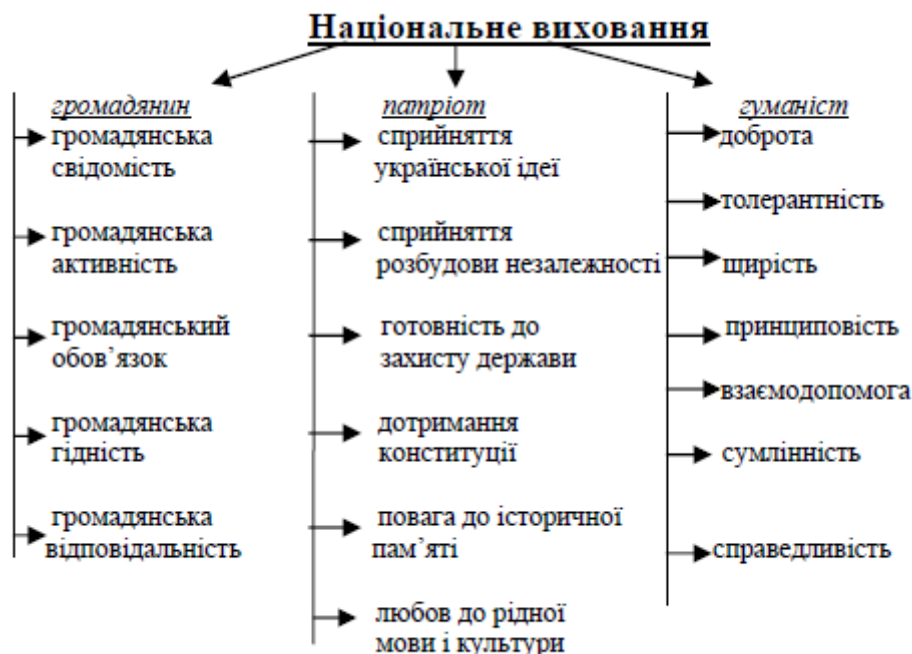 Національне виховання
громадянин
громадянська
свідомість
громадянська
активність
громадянський
обов’язок
громадянська
гідність
громадянська
відповідальність
патріот
сприйняття
української ідеї
сприйняття
розбудови незалежності
готовність до
захисту держави
дотримання
конституції
повага до історичної
пам’яті
любов до рідної
мови і культури
гуманіст
доброта
толерантність
щирість
принциповість
взаємодопомога
сумлінність
справедливість